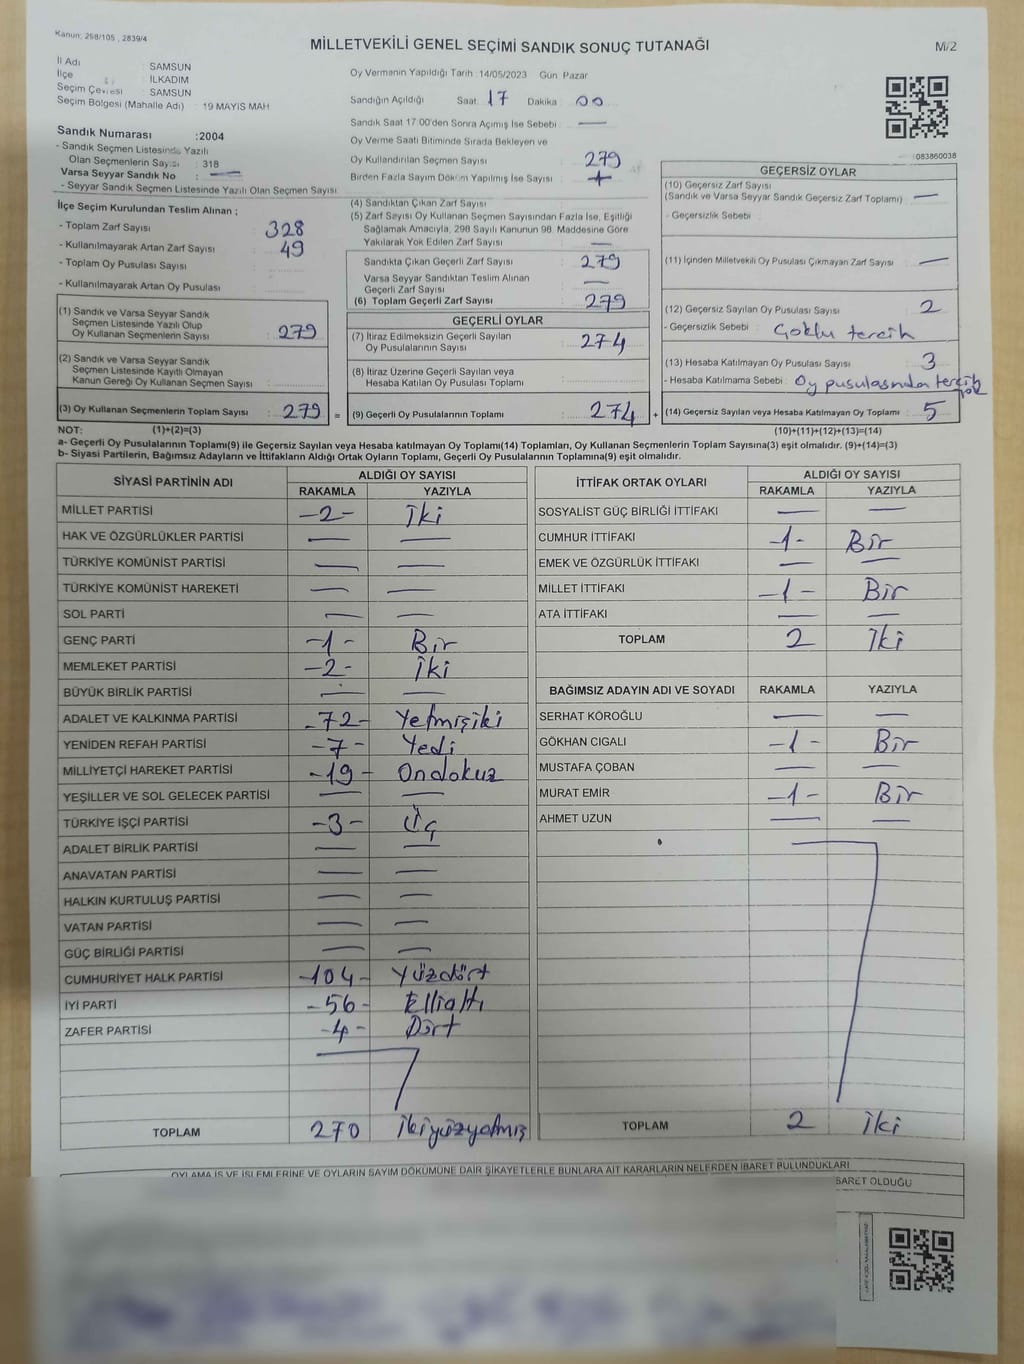 Kanun: 298/105 , 2839/4
MİLLETVEKİLİ GENEL SEÇİMİ SANDIK SONUÇ TUTANAĞI
M/2
İl Adı : SAMSUN
İlçe : İLKADIM
Seçim Çevresi : SAMSUN
Seçim Bölgesi (Mahalle Adı) : 19 MAYIS MAH
Sandık Numarası :2004
- Sandık Seçmen Listesinde Yazılı
Olan Seçmenlerin Sayısı : 318
Varsa Seyyar Sandık No : —
- Seyyar Sandık Seçmen Listesinde Yazılı Olan Seçmen Sayısı
Oy Vermenin Yapıldığı Tarih :14/05/2023 Gün Pazar
Sandığın Açıldığı Saat: 17 Dakika : 00
Sandık Saat 17:00'den Sonra Açılmış İse Sebebi : —
Oy Verme Saati Bitiminde Sırada Bekleyen ve
Oy Kullandırılan Seçmen Sayısı : 279
Birden Fazla Sayım Döküm Yapılmış İse Sayısı :
:083860038
İlçe Seçim Kurulundan Teslim Alınan ;
- Toplam Zarf Sayısı : 328
- Kullanılmayarak Artan Zarf Sayısı : 49
- Toplam Oy Pusulası Sayısı :
- Kullanılmayarak Artan Oy Pusulası :
(1) Sandık ve Varsa Seyyar Sandık
Seçmen Listesinde Yazılı Olup
Oy Kullanan Seçmenlerin Sayısı : 279
(2) Sandık ve Varsa Seyyar Sandık
Seçmen Listesinde Kayıtlı Olmayan
Kanun Gereği Oy Kullanan Seçmen Sayısı :
(3) Oy Kullanan Seçmenlerin Toplam Sayısı : 279 =
(4) Sandıktan Çıkan Zarf Sayısı :
(5) Zarf Sayısı Oy Kullanan Seçmen Sayısından Fazla İse, Eşitliği
Sağlamak Amacıyla, 298 Sayılı Kanunun 98. Maddesine Göre
Yakılarak Yok Edilen Zarf Sayısı : —
Sandıkta Çıkan Geçerli Zarf Sayısı : 279
Varsa Seyyar Sandıktan Teslim Alınan
Geçerli Zarf Sayısı : —
(6) Toplam Geçerli Zarf Sayısı : 279
GEÇERLİ OYLAR
(7) İtiraz Edilmeksizin Geçerli Sayılan
Oy Pusulalarının Sayısı : 274
(8) İtiraz Üzerine Geçerli Sayılan veya
Hesaba Katılan Oy Pusulası Toplamı :
(9) Geçerli Oy Pusulalarının Toplamı : 274 +
GEÇERSİZ OYLAR
(10) Geçersiz Zarf Sayısı
(Sandık ve Varsa Seyyar Sandık Geçersiz Zarf Toplamı) : —
- Geçersizlik Sebebi :
(11) İçinden Milletvekili Oy Pusulası Çıkmayan Zarf Sayısı : —
(12) Geçersiz Sayılan Oy Pusulası Sayısı : 2
- Geçersizlik Sebebi : Çoklu tercih
(13) Hesaba Katılmayan Oy Pusulası Sayısı : 3
- Hesaba Katılmama Sebebi : Oy pusulasında tercih
yok
(14) Geçersiz Sayılan veya Hesaba Katılmayan Oy Toplamı : 5
NOT: (1)+(2)=(3)
(10)+(11)+(12)+(13)=(14)
a- Geçerli Oy Pusulalarının Toplamı(9) ile Geçersiz Sayılan veya Hesaba katılmayan Oy Toplamı(14) Toplamları, Oy Kullanan Seçmenlerin Toplam Sayısına(3) eşit olmalıdır. (9)+(14)=(3)
b- Siyasi Partilerin, Bağımsız Adayların ve İttifakların Aldığı Ortak Oyların Toplamı, Geçerli Oy Pusulalarının Toplamına(9) eşit olmalıdır.
SİYASİ PARTİNİN ADI
ALDIĞI OY SAYISI
RAKAMLA YAZIYLA
MİLLET PARTİSİ -2- İki
HAK VE ÖZGÜRLÜKLER PARTİSİ — —
TÜRKİYE KOMÜNİST PARTİSİ — —
TÜRKİYE KOMÜNİST HAREKETİ — —
SOL PARTİ — —
GENÇ PARTİ -1- Bir
MEMLEKET PARTİSİ -2- İki
BÜYÜK BİRLİK PARTİSİ — —
ADALET VE KALKINMA PARTİSİ -72- Yetmişiki
YENİDEN REFAH PARTİSİ -7- Yedi
MİLLİYETÇİ HAREKET PARTİSİ -19- Ondokuz
YEŞİLLER VE SOL GELECEK PARTİSİ — —
TÜRKİYE İŞÇİ PARTİSİ -3- Üç
ADALET BİRLİK PARTİSİ — —
ANAVATAN PARTİSİ — —
HALKIN KURTULUŞ PARTİSİ — —
VATAN PARTİSİ — —
GÜÇ BİRLİĞİ PARTİSİ — —
CUMHURİYET HALK PARTİSİ -104- Yüzdört
İYİ PARTİ -56- Ellialtı
ZAFER PARTİSİ -4- Dört
TOPLAM 270 İkiyüzyetmiş
İTTİFAK ORTAK OYLARI
ALDIĞI OY SAYISI
RAKAMLA YAZIYLA
SOSYALİST GÜÇ BİRLİĞİ İTTİFAKI — —
CUMHUR İTTİFAKI -1- Bir
EMEK VE ÖZGÜRLÜK İTTİFAKI — —
MİLLET İTTİFAKI -1- Bir
ATA İTTİFAKI — —
TOPLAM 2 İki
BAĞIMSIZ ADAYIN ADI VE SOYADI RAKAMLA YAZIYLA
SERHAT KÖROĞLU — —
GÖKHAN CIGALI -1- Bir
MUSTAFA ÇOBAN — —
MURAT EMİR -1- Bir
AHMET UZUN — —
TOPLAM 2 İki
OYLAMA İŞ VE İŞLEMLERİNE VE OYLARIN SAYIM DÖKÜMÜNE DAİR ŞİKAYETLERLE BUNLARA AİT KARARLARIN NELERDEN İBARET BULUNDUKLARI
OLDUĞU